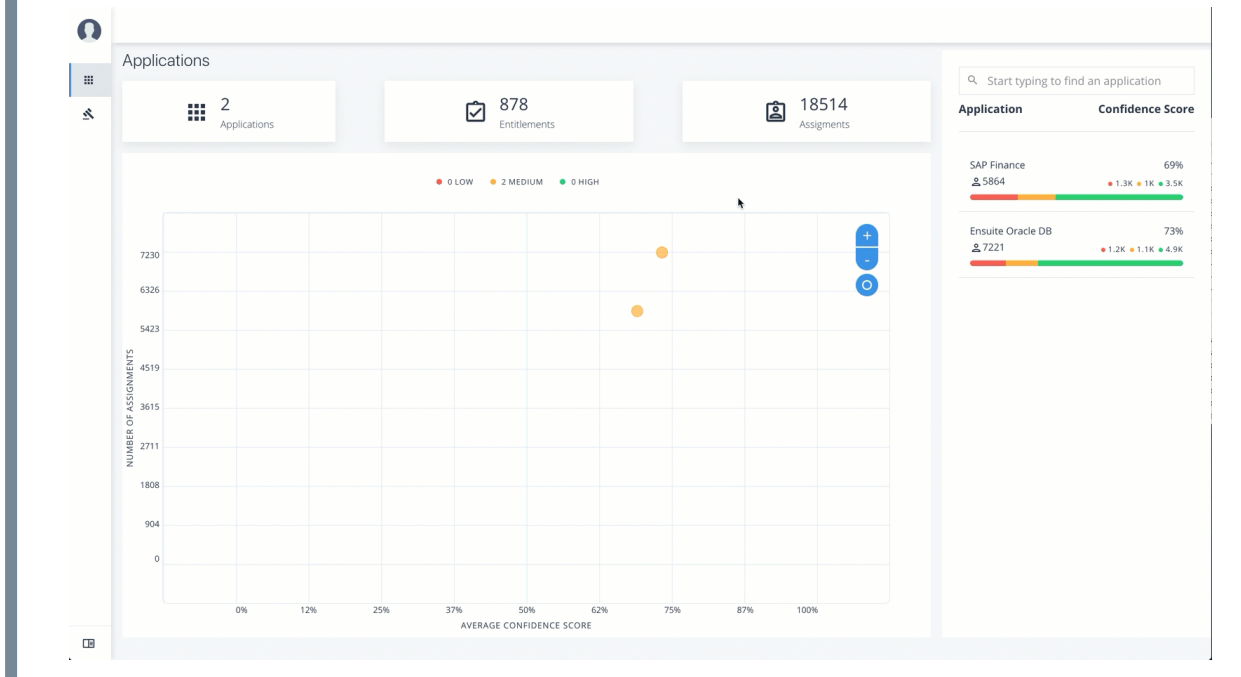 Applications
2
Applications
878
Entitlements
18514
Assigments
0 LOW 2 MEDIUM 0 HIGH
7230
6326
5423
4519
3615
2711
1808
904
0
NUMBER OF ASSIGNMENTS
0% 12% 25% 37% 50% 62% 75% 87% 100%
AVERAGE CONFIDENCE SCORE
+
-
Start typing to find an application
Application Confidence Score
SAP Finance 69%
5864 1.3K 1K 3.5K
Ensuite Oracle DB 73%
7221 1.2K 1.1K 4.9K